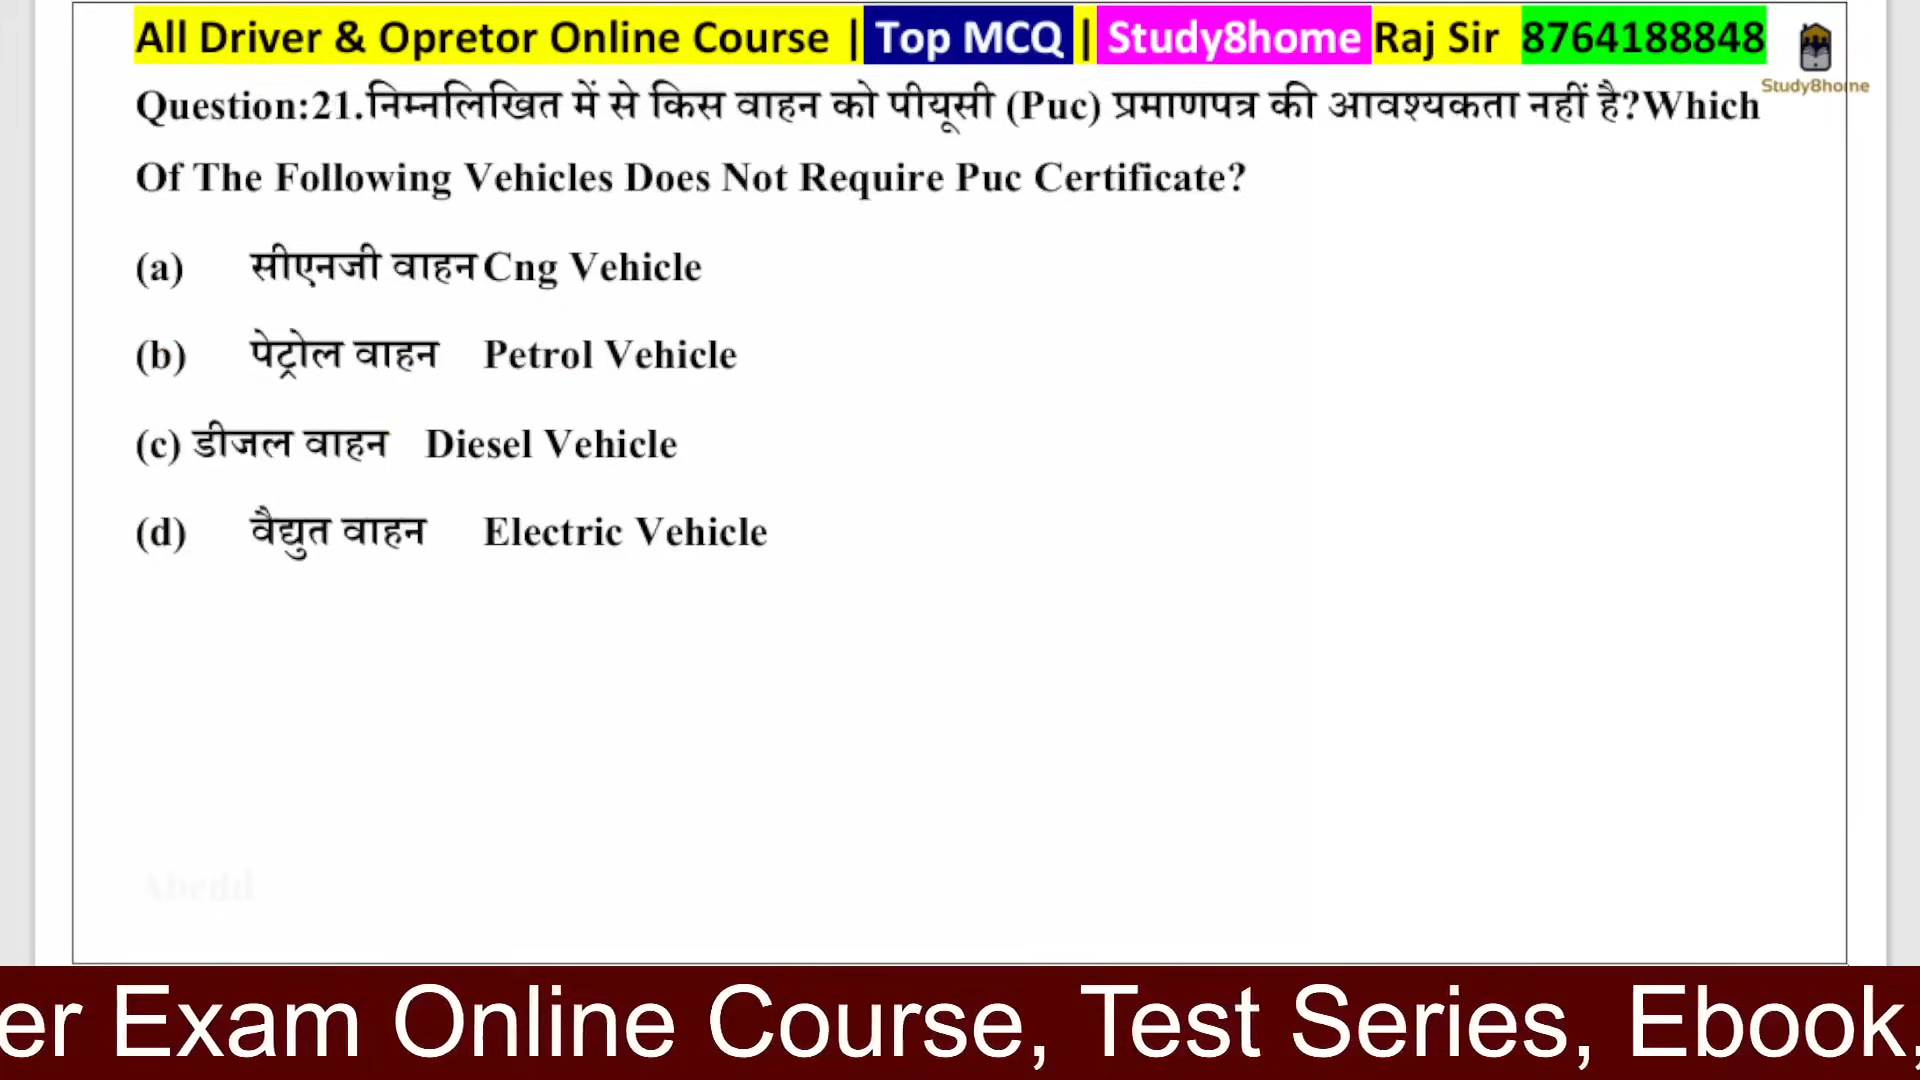 All Driver & Opretor Online Course | Top MCQ | Study8home Raj Sir 8764188848
Study8home
Question:21.निम्नलिखित में से किस वाहन को पीयूसी (Puc) प्रमाणपत्र की आवश्यकता नहीं है?Which
Of The Following Vehicles Does Not Require Puc Certificate?
(a) सीएनजी वाहन Cng Vehicle
(b) पेट्रोल वाहन Petrol Vehicle
(c) डीजल वाहन Diesel Vehicle
(d) वैद्युत वाहन Electric Vehicle
er Exam Online Course, Test Series, Ebook,